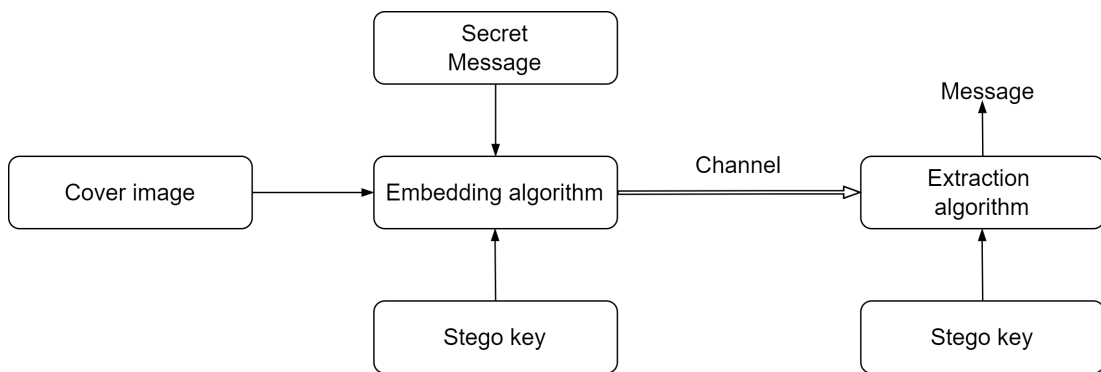 Secret
Message
Message
Cover image
Embedding algorithm
Channel
Extraction
algorithm
Stego key
Stego key